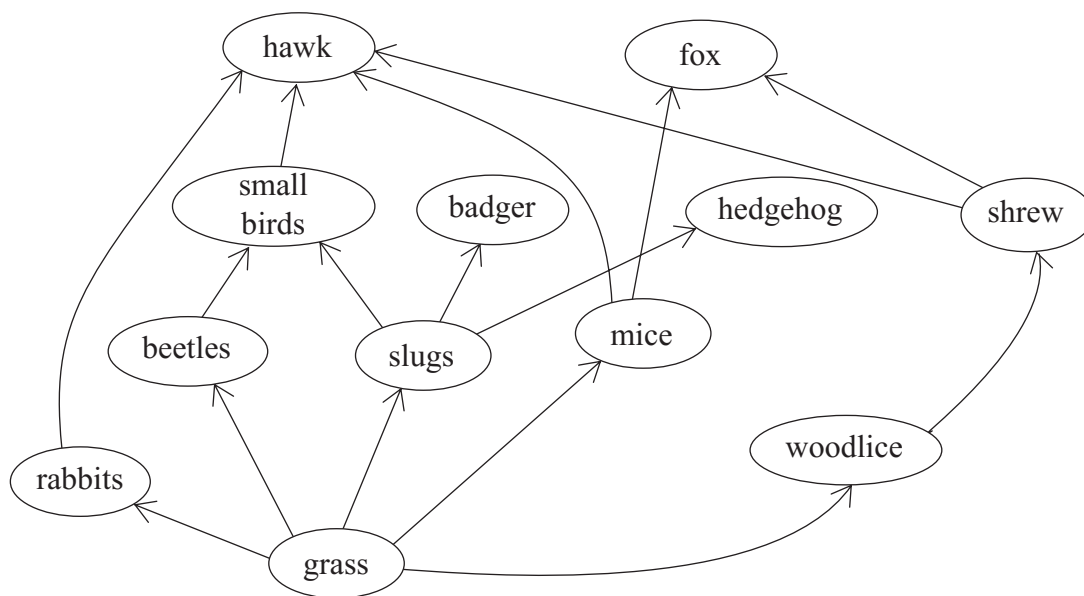 hawk
fox
small
birds
badger
hedgehog
shrew
beetles
slugs
mice
rabbits
woodlice
grass